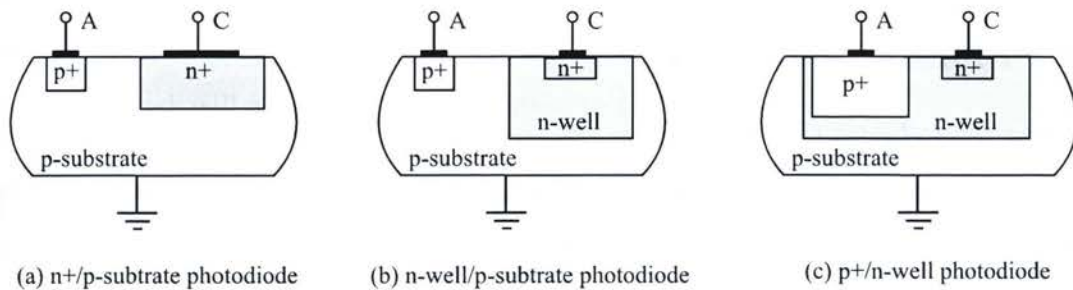 A C
p+ n+
p-substrate
(a) n+/p-subtrate photodiode
A C
p+ n+
n-well
p-substrate
(b) n-well/p-subtrate photodiode
A C
p+ n+
n-well
p-substrate
(c) p+/n-well photodiode